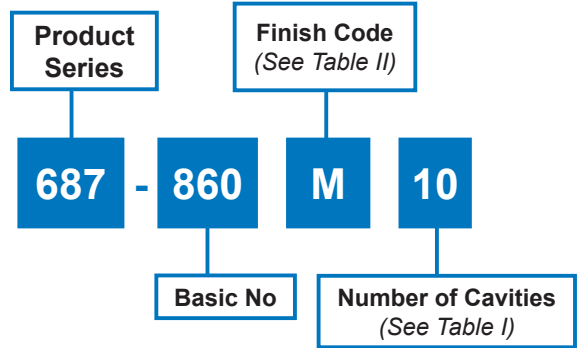 Product
Series
Finish Code
(See Table II)
687 - 860 M 10
Basic No
Number of Cavities
(See Table I)